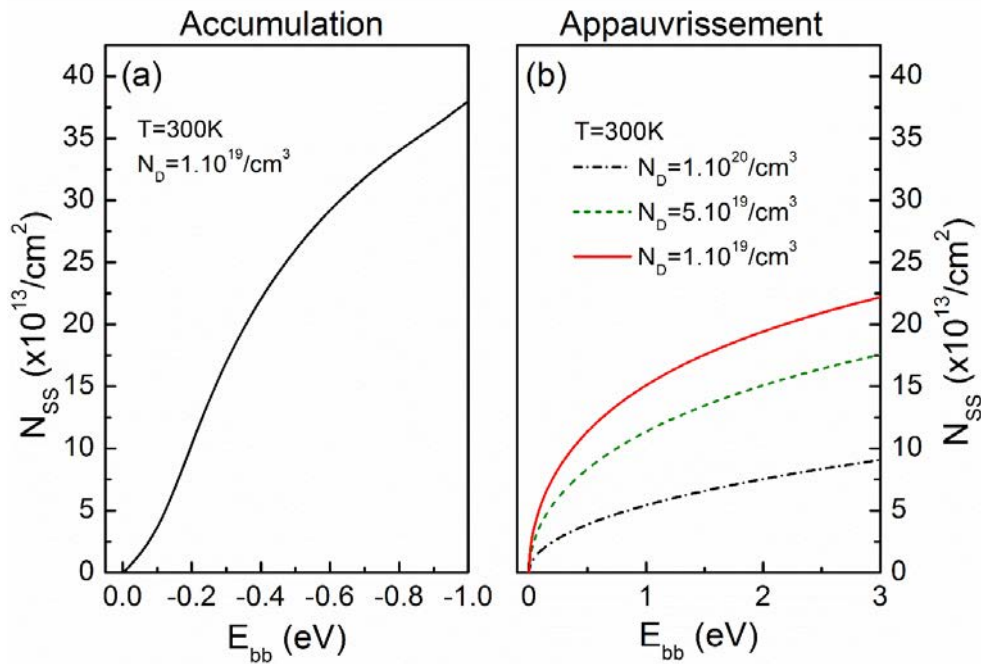 Accumulation
(a)
T=300K
N_D=1.10^19/cm^3
N_SS (x10^13/cm^2)
40
35
30
25
20
15
10
5
0
0.0 -0.2 -0.4 -0.6 -0.8 -1.0
E_bb (eV)
Appauvrissement
(b)
T=300K
N_D=1.10^20/cm^3
N_D=5.10^19/cm^3
N_D=1.10^19/cm^3
40
35
30
25
20
15
10
5
0
N_SS (x10^13/cm^2)
0 1 2 3
E_bb (eV)